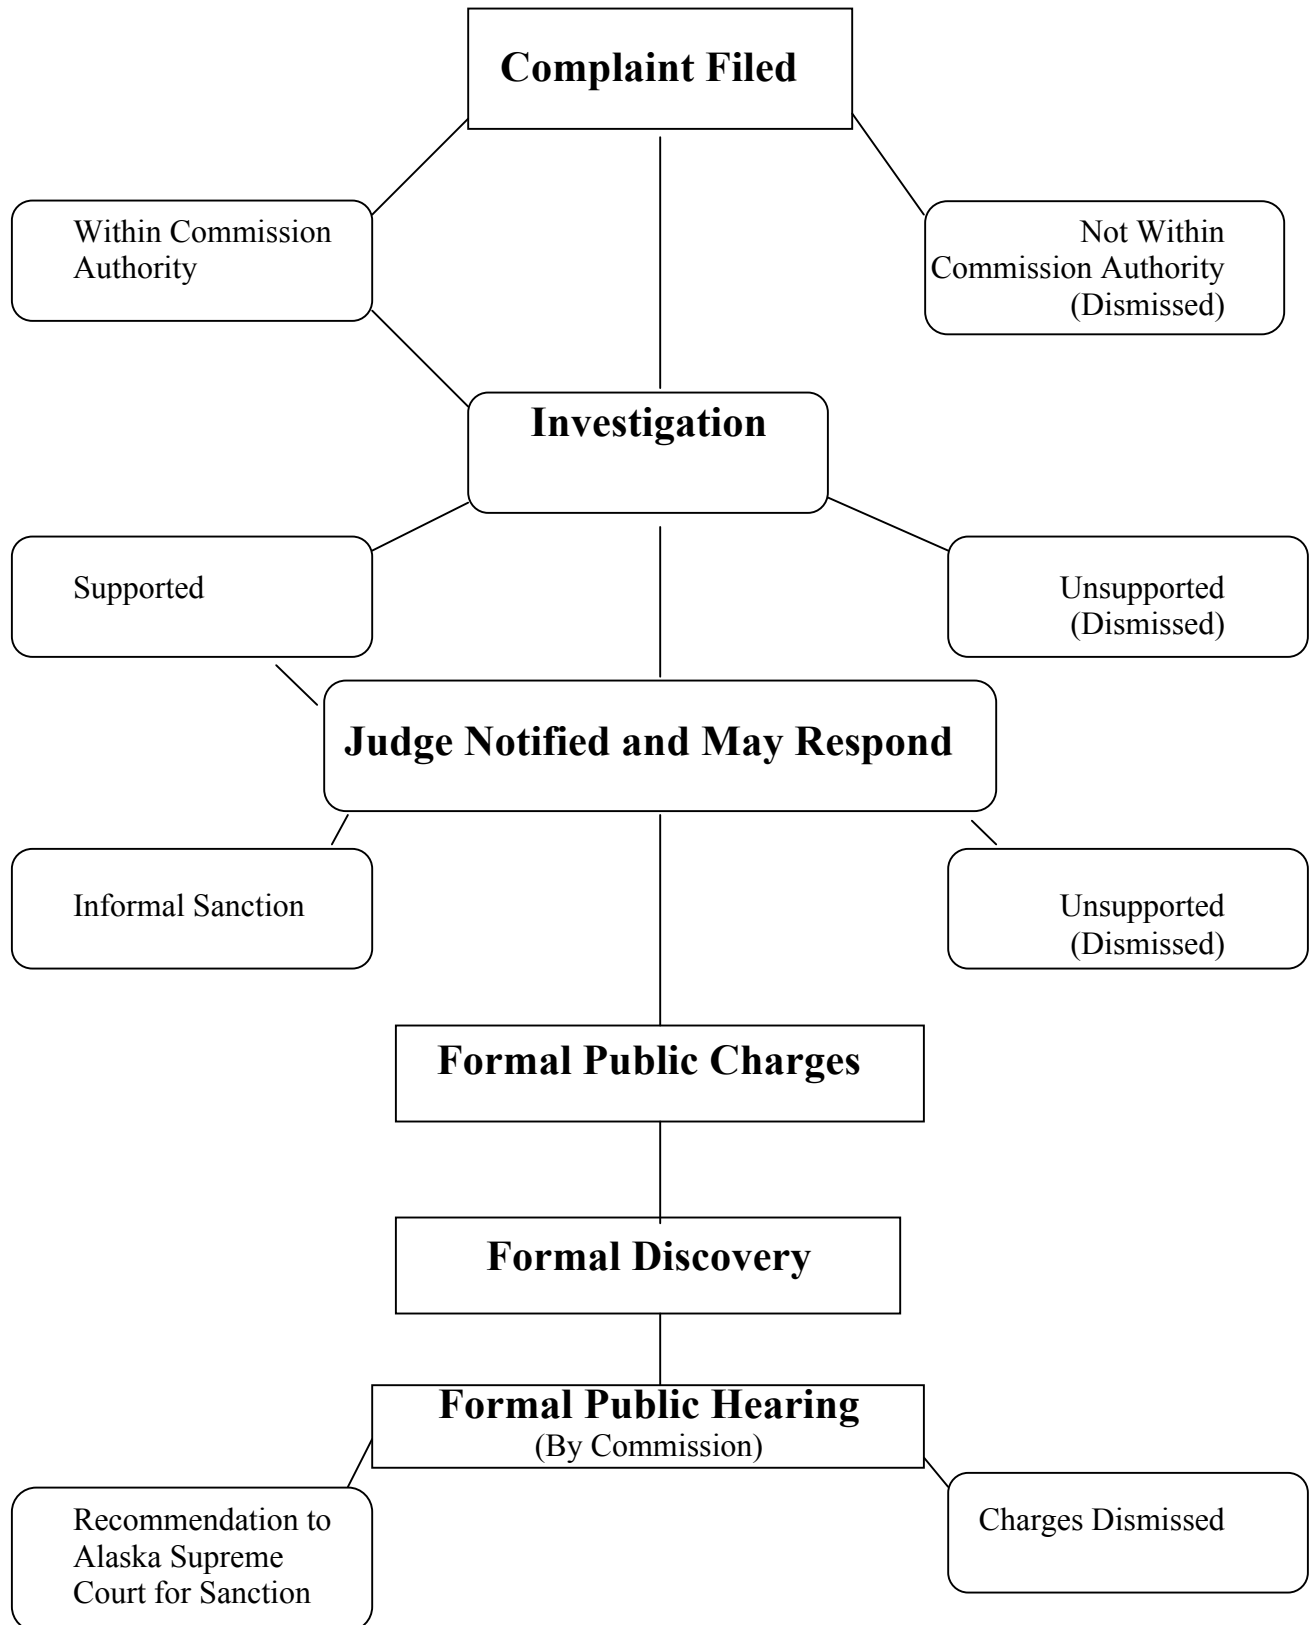 Complaint Filed
Within Commission
Authority
Not Within
Commission Authority
(Dismissed)
Investigation
Supported
Unsupported
(Dismissed)
Judge Notified and May Respond
Informal Sanction
Unsupported
(Dismissed)
Formal Public Charges
Formal Discovery
Formal Public Hearing
(By Commission)
Recommendation to
Alaska Supreme
Court for Sanction
Charges Dismissed